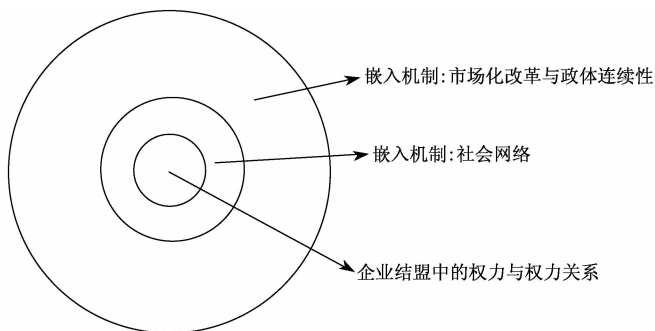 嵌入机制:市场化改革与政体连续性
嵌入机制:社会网络
企业结盟中的权力与权力关系